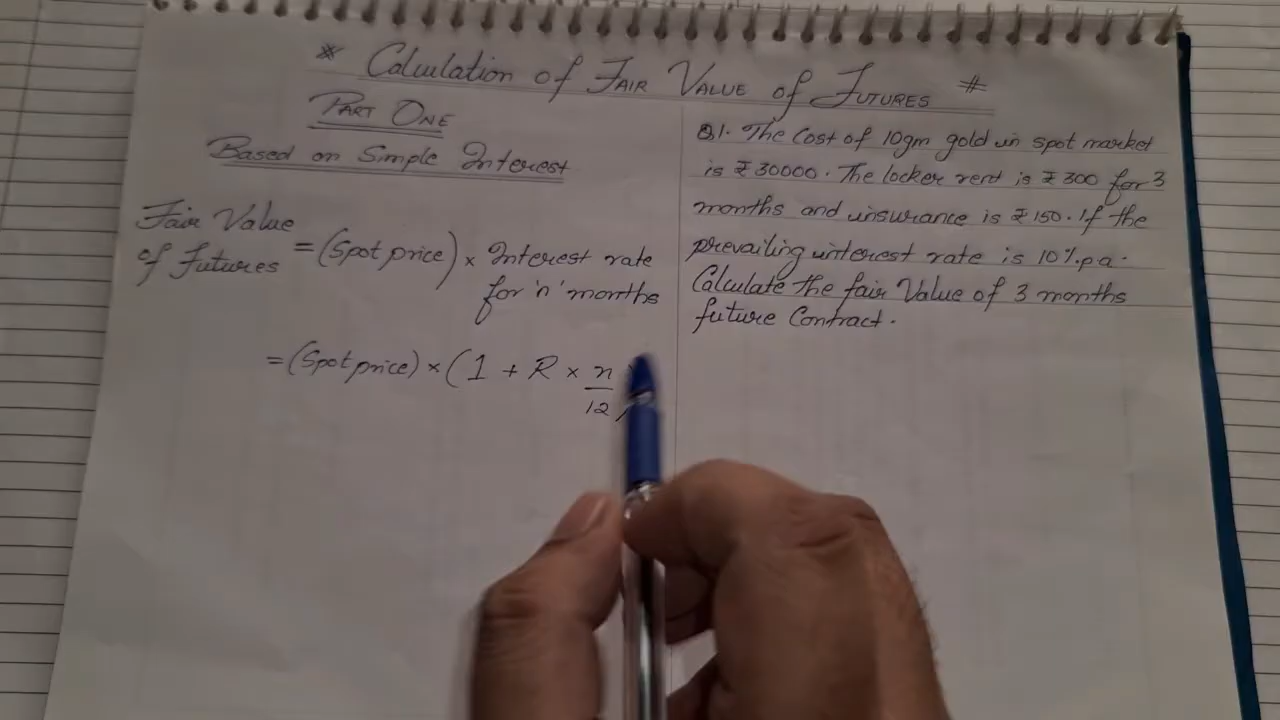 * Calculation of FAIR VALUE of FUTURES #
PART ONE
Based on Simple Interest
Fair Value
of Futures = (Spot price) × Interest rate
for 'n' months
= (Spot price) × (1 + R × n/12)
Q1. The Cost of 10gm gold in spot market
is ₹30000. The locker rent is ₹300 for 3
months and insurance is ₹150. If the
prevailing interest rate is 10% pa.
Calculate the fair Value of 3 months
future Contract.